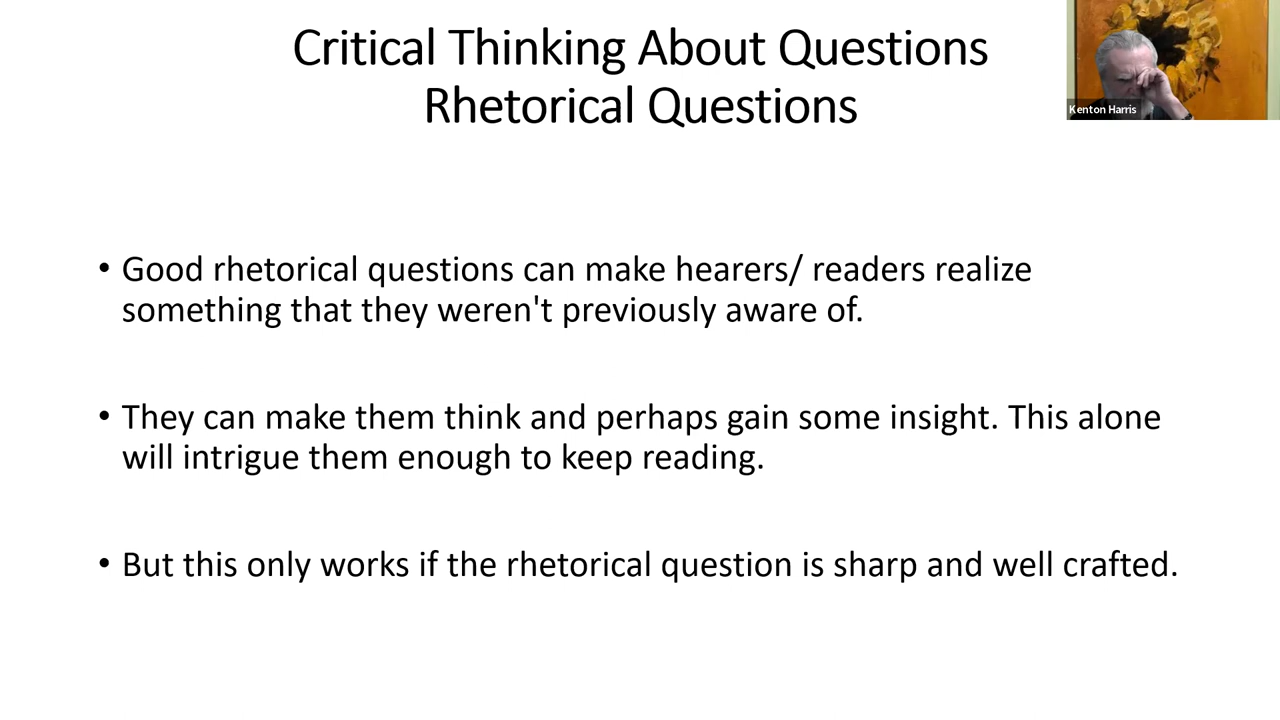 Critical Thinking About Questions
Rhetorical Questions
Kenton Harris
• Good rhetorical questions can make hearers/ readers realize
something that they weren't previously aware of.
• They can make them think and perhaps gain some insight. This alone
will intrigue them enough to keep reading.
• But this only works if the rhetorical question is sharp and well crafted.